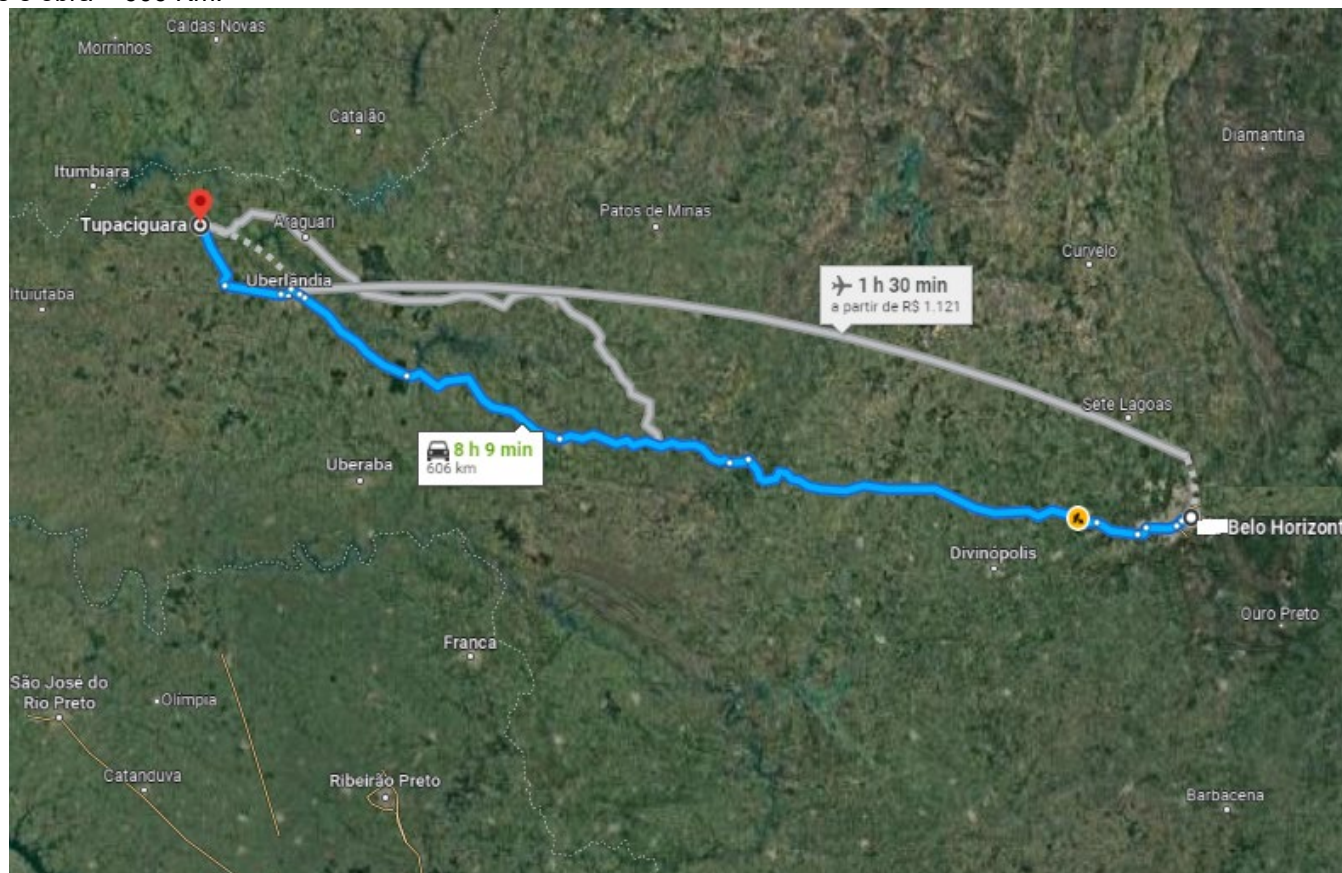 Caldas Novas
Morrinhos
Catalão
Diamantina
Itumbiara
Patos de Minas
Tupaciguara
Araguari
Curvelo
Uberlândia
Ituiutaba
1 h 30 min
a partir de R$ 1.121
Sete Lagoas
8 h 9 min
606 km
Uberaba
Belo Horizont
Divinópolis
Ouro Preto
Franca
São José do
Rio Preto
Olímpia
Catanduva
Ribeirão Preto
Barbacena